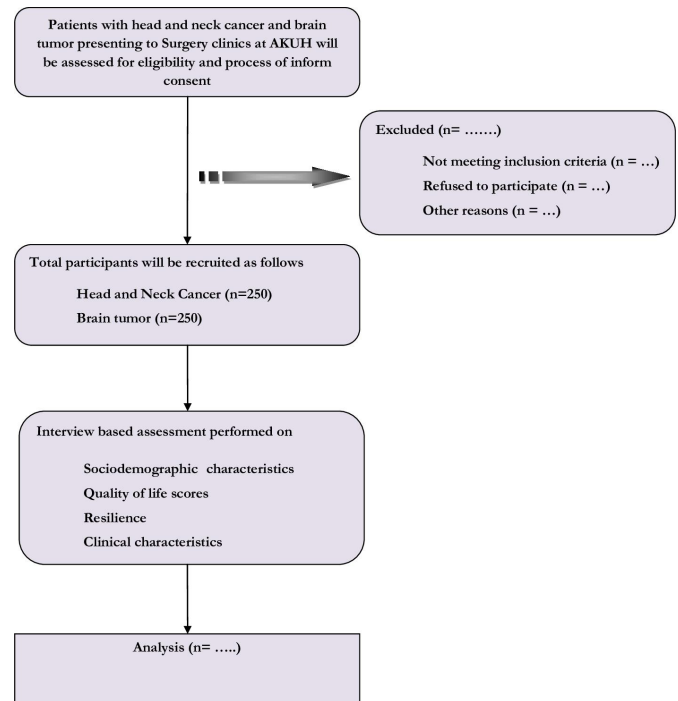 Patients with head and neck cancer and brain
tumor presenting to Surgery clinics at AKUH will
be assessed for eligibility and process of inform
consent
Excluded (n= …….)
Not meeting inclusion criteria (n = …)
Refused to participate (n = …)
Other reasons (n = …)
Total participants will be recruited as follows
Head and Neck Cancer (n=250)
Brain tumor (n=250)
Interview based assessment performed on
Sociodemographic characteristics
Quality of life scores
Resilience
Clinical characteristics
Analysis (n= …..)